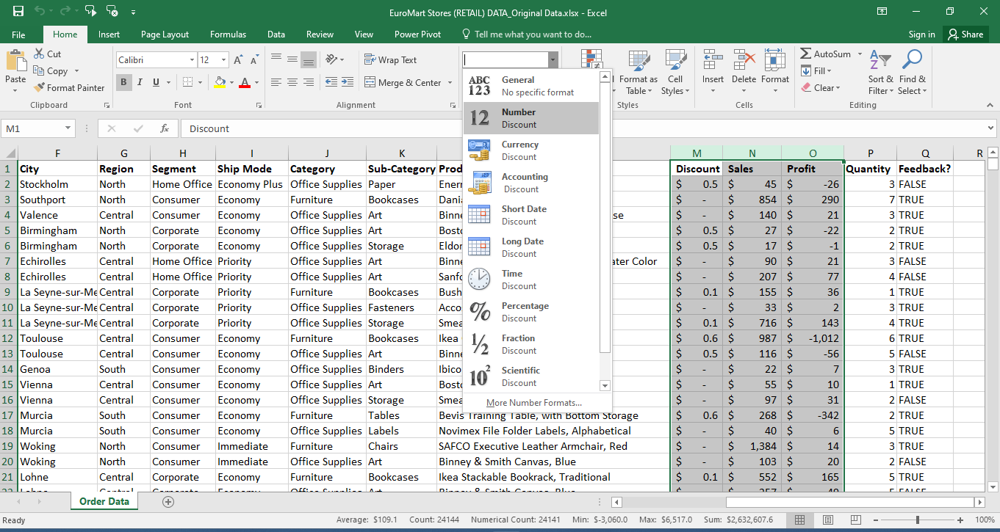 EuroMart Stores (RETAIL) DATA_Original Data.xlsx - Excel
File Home Insert Page Layout Formulas Data Review View Power Pivot Tell me what you want to do... Sign in Share
Paste
Cut
Copy
Format Painter
Clipboard
Calibri 12
B I U
Font
Wrap Text
Merge & Center
Alignment
Format as Table
Cell Styles
Styles
Insert Delete Format
Cells
AutoSum
Fill
Clear
Sort & Filter
Find & Select
Editing
ABC 123 General
No specific format
12 Number
Discount
Currency
Discount
Accounting
Discount
Short Date
Discount
Long Date
Discount
Time
Discount
% Percentage
Discount
½ Fraction
Discount
10² Scientific
Discount
More Number Formats...
M1 fx Discount
F G H I J K M N O P Q R
1 City Region Segment Ship Mode Category Sub-Category Prod Discount Sales Profit Quantity Feedback?
2 Stockholm North Home Office Economy Plus Office Supplies Paper Ener $ 0.5 $ 45 $ -26 3 FALSE
3 Southport North Consumer Economy Furniture Bookcases Dania $ - $ 854 $ 290 7 TRUE
4 Valence Central Consumer Economy Office Supplies Art Binne se $ - $ 140 $ 21 3 TRUE
5 Birmingham North Corporate Economy Office Supplies Art Bosto $ 0.5 $ 27 $ -22 2 TRUE
6 Birmingham North Corporate Economy Office Supplies Storage Eldor $ 0.5 $ 17 $ -1 2 TRUE
7 Echirolles Central Home Office Priority Office Supplies Art Binne ater Color $ - $ 90 $ 21 3 FALSE
8 Echirolles Central Home Office Priority Office Supplies Art Sanfo $ - $ 207 $ 77 4 FALSE
9 La Seyne-sur-Me Central Corporate Priority Furniture Bookcases Bush $ 0.1 $ 155 $ 36 1 TRUE
10 La Seyne-sur-Me Central Corporate Priority Office Supplies Fasteners Acco $ - $ 33 $ 2 3 TRUE
11 La Seyne-sur-Me Central Corporate Priority Office Supplies Storage Smea $ 0.1 $ 716 $ 143 4 TRUE
12 Toulouse Central Consumer Economy Furniture Bookcases Ikea $ 0.6 $ 987 $ -1,012 6 TRUE
13 Toulouse Central Consumer Economy Office Supplies Art Binne $ 0.5 $ 116 $ -56 5 FALSE
14 Genoa South Consumer Economy Office Supplies Binders Ibico $ - $ 22 $ 7 3 TRUE
15 Vienna Central Consumer Economy Office Supplies Art Bosto $ - $ 55 $ 10 1 TRUE
16 Vienna Central Consumer Economy Office Supplies Storage Smea $ - $ 97 $ 31 2 FALSE
17 Murcia South Consumer Economy Furniture Tables Bevis Training Table, with Bottom Storage $ 0.6 $ 268 $ -342 2 TRUE
18 Murcia South Consumer Economy Office Supplies Labels Novimex File Folder Labels, Alphabetical $ - $ 40 $ 6 5 TRUE
19 Woking North Consumer Immediate Furniture Chairs SAFCO Executive Leather Armchair, Red $ - $ 1,384 $ 14 3 TRUE
20 Woking North Consumer Immediate Office Supplies Art Binney & Smith Canvas, Blue $ - $ 103 $ 20 2 FALSE
21 Lohne Central Consumer Economy Furniture Bookcases Ikea Stackable Bookrack, Traditional $ 0.1 $ 552 $ 165 5 TRUE
Order Data
Ready Average: $109.1 Count: 24144 Numerical Count: 24141 Min: $-3,060.0 Max: $6,517.0 Sum: $2,632,607.6 100%